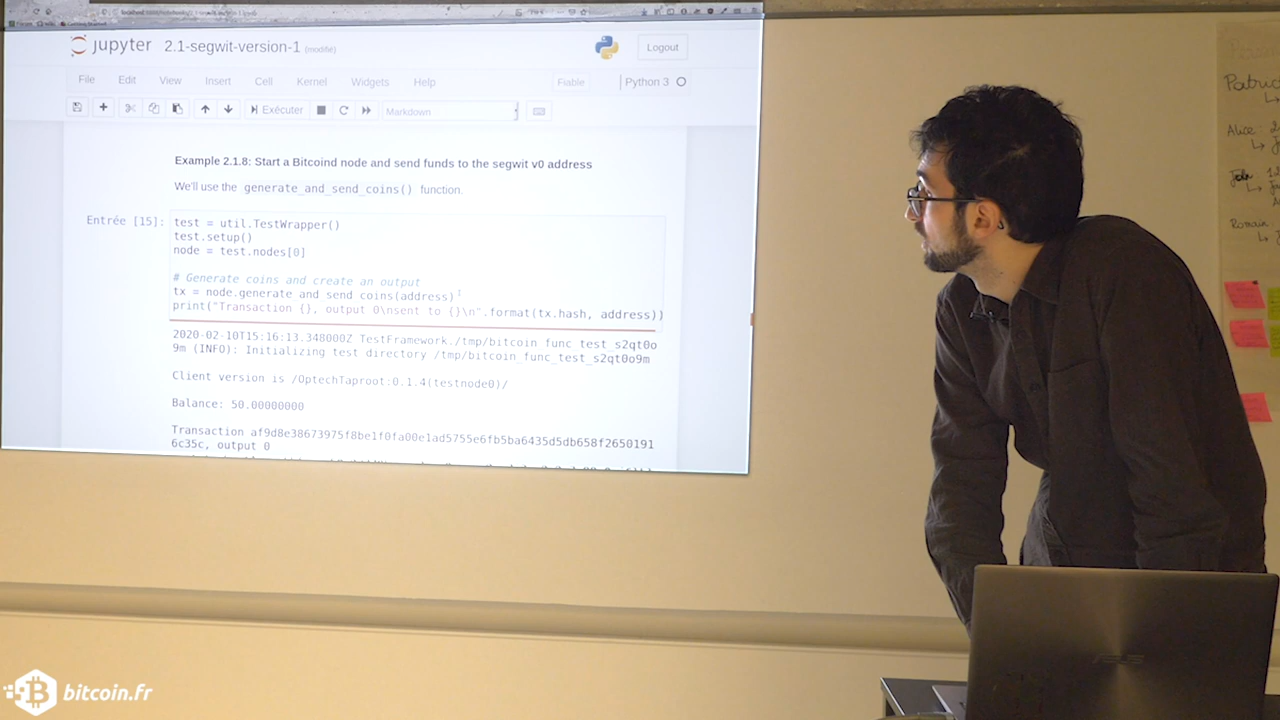 jupyter 2.1-segwit-version-1 (modifié)
Logout
File Edit View Insert Cell Kernel Widgets Help
Fiable
Python 3
Exécuter
Markdown
Example 2.1.8: Start a Bitcoind node and send funds to the segwit v0 address
We'll use the generate_and_send_coins() function.
Entrée [15]:
test = util.TestWrapper()
test.setup()
node = test.nodes[0]
# Generate coins and create an output
tx = node.generate_and_send_coins(address)
print("Transaction {}, output 0\nsent to {}\n".format(tx.hash, address))
2020-02-10T15:16:13.348000Z TestFramework./tmp/bitcoin_func_test_s2qt0o
9m (INFO): Initializing test directory /tmp/bitcoin_func_test_s2qt0o9m
Client version is /OptechTaproot:0.1.4(testnode0)/
Balance: 50.00000000
Transaction af9d8e38673975f8be1f0fa00e1ad5755e6fb5ba6435d5db658f2650191
6c35c, output 0
Patric
Alice :
John
Romain
ASUS
bitcoin.fr